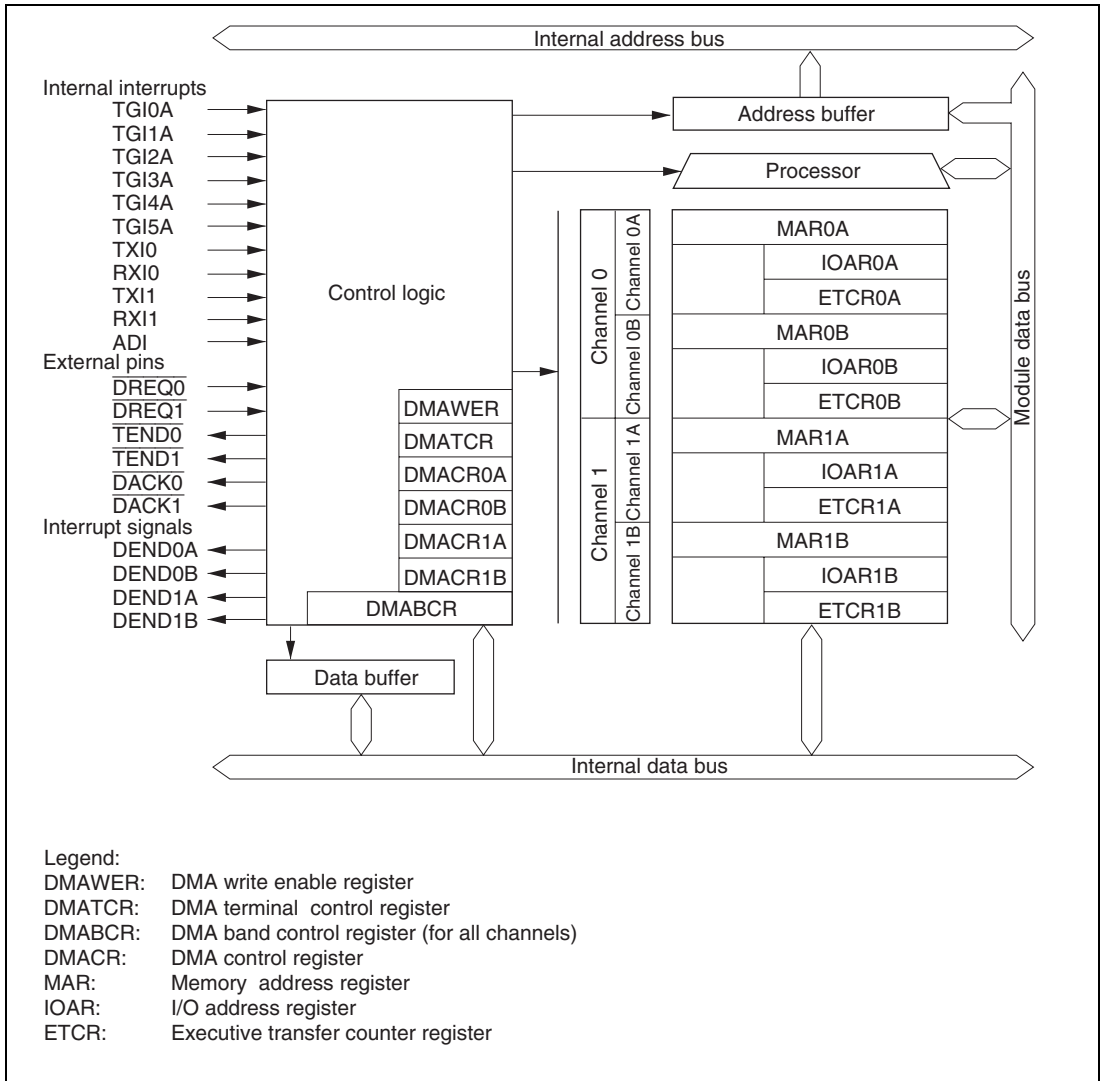 Internal address bus
Internal interrupts
TGI0A
TGI1A
TGI2A
TGI3A
TGI4A
TGI5A
TXI0
RXI0
TXI1
RXI1
ADI
External pins
DREQ0
DREQ1
TEND0
TEND1
DACK0
DACK1
Interrupt signals
DEND0A
DEND0B
DEND1A
DEND1B
Control logic
DMAWER
DMATCR
DMACR0A
DMACR0B
DMACR1A
DMACR1B
DMABCR
Data buffer
Address buffer
Processor
Channel 0
Channel 0A
Channel 0B
Channel 1
Channel 1A
Channel 1B
MAR0A
IOAR0A
ETCR0A
MAR0B
IOAR0B
ETCR0B
MAR1A
IOAR1A
ETCR1A
MAR1B
IOAR1B
ETCR1B
Module data bus
Internal data bus
Legend:
DMAWER: DMA write enable register
DMATCR: DMA terminal control register
DMABCR: DMA band control register (for all channels)
DMACR: DMA control register
MAR: Memory address register
IOAR: I/O address register
ETCR: Executive transfer counter register